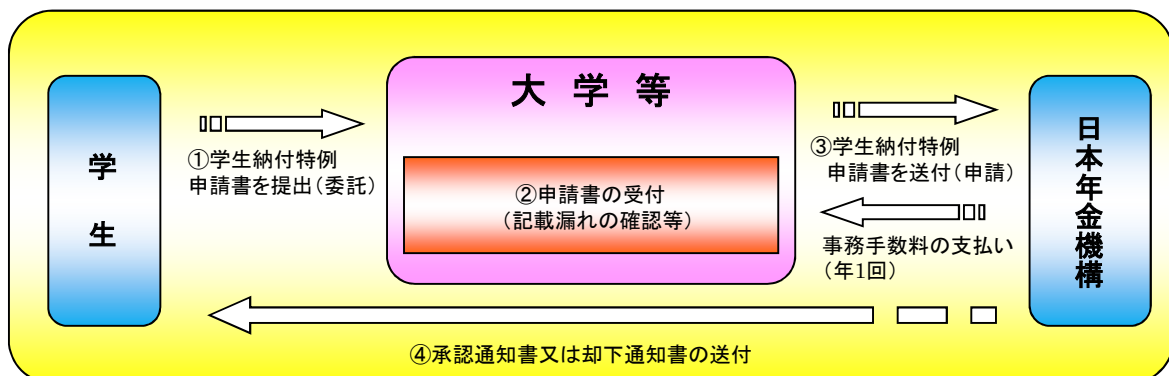 学生
①学生納付特例
申請書を提出（委託）
大学等
②申請書の受付
（記載漏れの確認等）
③学生納付特例
申請書を送付（申請）
事務手数料の支払い
（年1回）
日本年金機構
④承認通知書又は却下通知書の送付